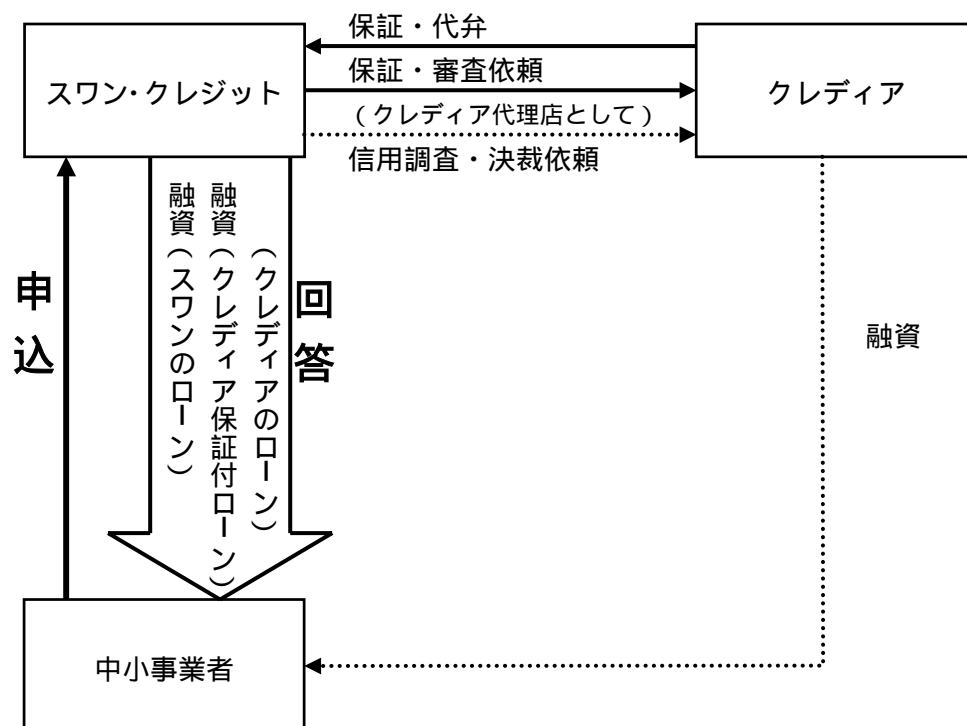 保証・代弁
スワン・クレジット
保証・審査依頼
クレディア
（クレディア代理店として）
信用調査・決裁依頼
申込
回答
（クレディアのローン）
融資（クレディア保証付ローン）
融資（スワンのローン）
融資
中小事業者